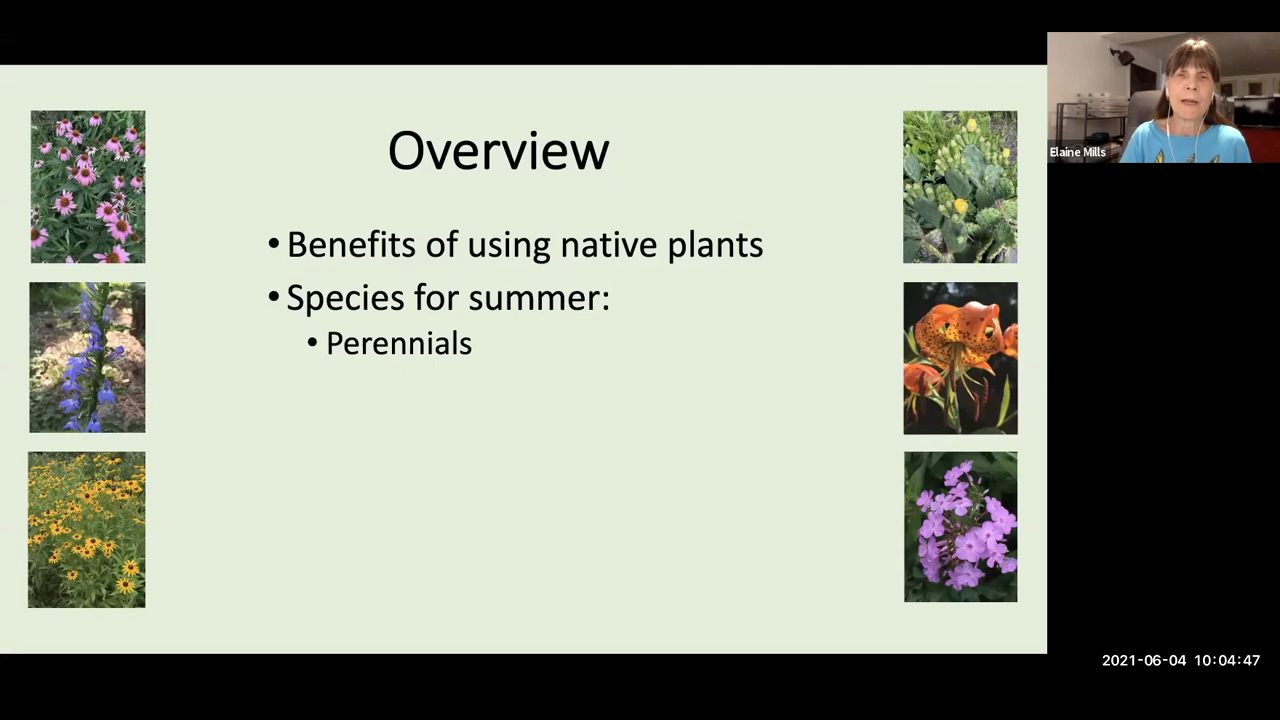 Overview
• Benefits of using native plants
• Species for summer:
• Perennials
Elaine Mills
2021-06-04 10:04:47